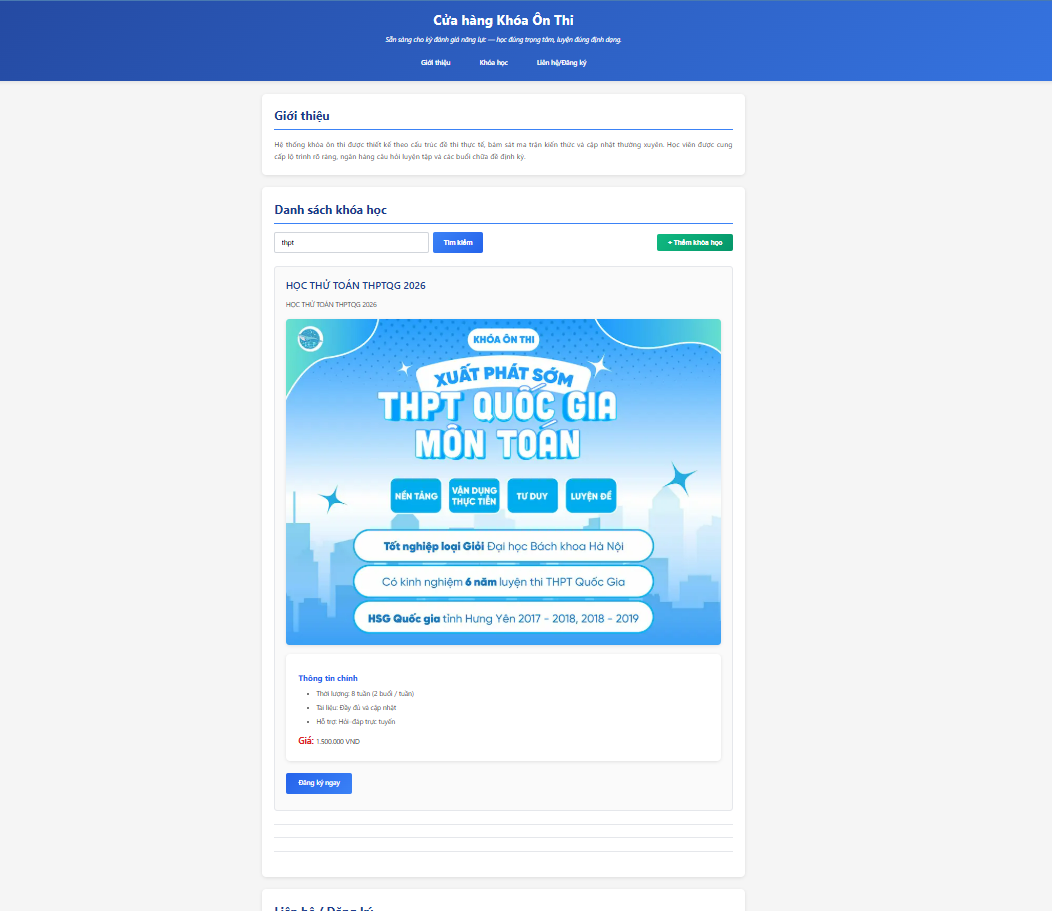 Cửa hàng Khóa Ôn Thi
Sẵn sàng cho kỳ đánh giá năng lực — học đúng trọng tâm, luyện đúng định dạng.
Giới thiệu Khóa học Liên hệ/Đăng ký
Giới thiệu
Hệ thống khóa ôn thi được thiết kế theo cấu trúc đề thi thực tế, bám sát ma trận kiến thức và cập nhật thường xuyên. Học viên được cung
cấp lộ trình rõ ràng, ngân hàng câu hỏi luyện tập và các buổi chữa đề định kỳ.
Danh sách khóa học
thpt Tìm kiếm + Thêm khóa học
HỌC THỬ TOÁN THPTQG 2026
HỌC THỬ TOÁN THPTQG 2026
KHÓA ÔN THI
XUẤT PHÁT SỚM
THPT QUỐC GIA
MÔN TOÁN
NỀN TẢNG VẬN DỤNG THỰC TIỄN TƯ DUY LUYỆN ĐỀ
Tốt nghiệp loại Giỏi Đại học Bách khoa Hà Nội
Có kinh nghiệm 6 năm luyện thi THPT Quốc Gia
HSG Quốc gia tỉnh Hưng Yên 2017 - 2018, 2018 - 2019
Thông tin chính
Thời lượng: 8 tuần (2 buổi / tuần)
Tài liệu: Đầy đủ và cập nhật
Hỗ trợ: Hỏi-đáp trực tuyến
Giá: 1.500.000 VND
Đăng ký ngay
Liên hệ / Đăng ký